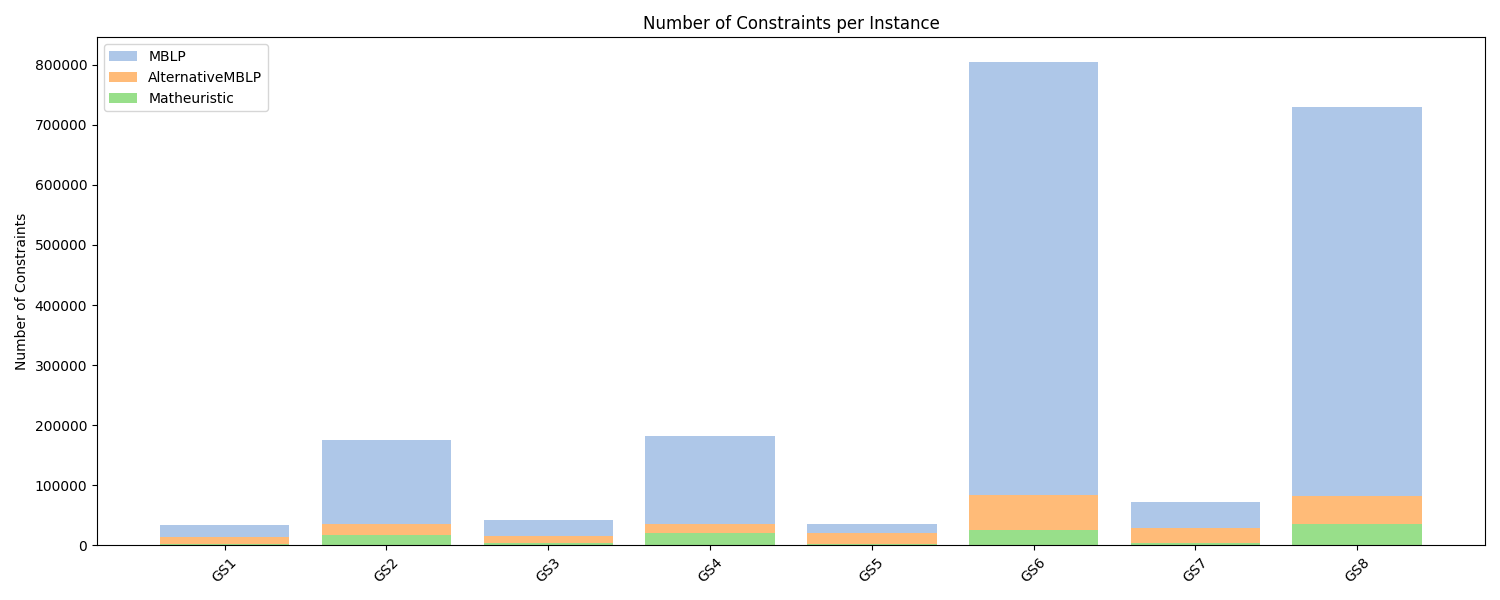 Number of Constraints per Instance
MBLP
AlternativeMBLP
Matheuristic
Number of Constraints
800000
700000
600000
500000
400000
300000
200000
100000
0
GS1
GS2
GS3
GS4
GS5
GS6
GS7
GS8